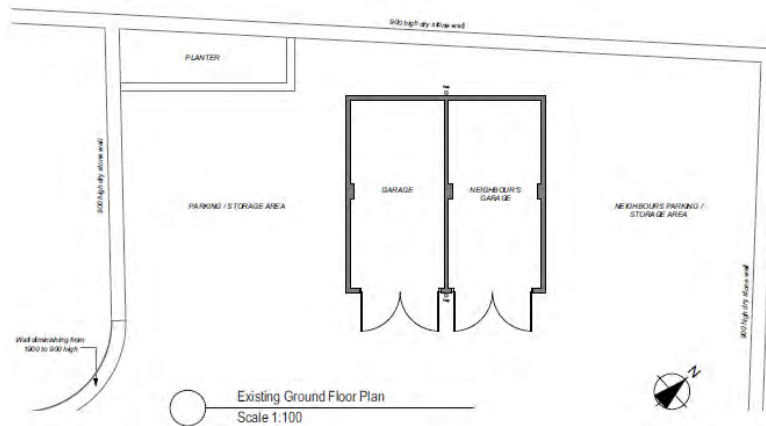 900 high dry stone wall
PLANTER
900 high dry stone wall
PARKING / STORAGE AREA
GARAGE
NEIGHBOUR'S
GARAGE
NEIGHBOURS PARKING /
STORAGE AREA
900 high dry stone wall
Wall diminishing from
1900 to 900 high
N
Existing Ground Floor Plan
Scale 1:100